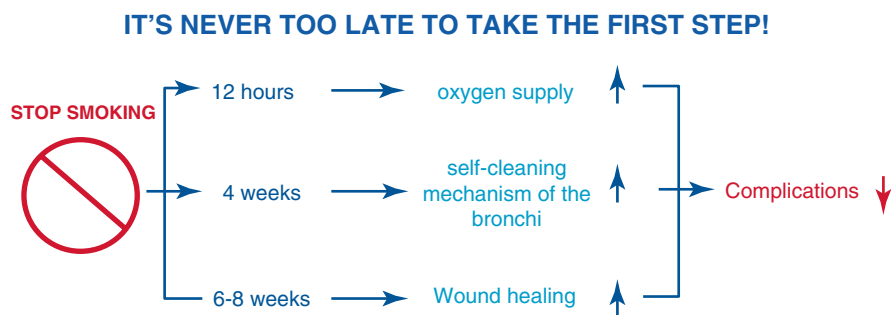 IT'S NEVER TOO LATE TO TAKE THE FIRST STEP!
STOP SMOKING
12 hours
oxygen supply
4 weeks
self-cleaning
mechanism of the
bronchi
Complications
6-8 weeks
Wound healing